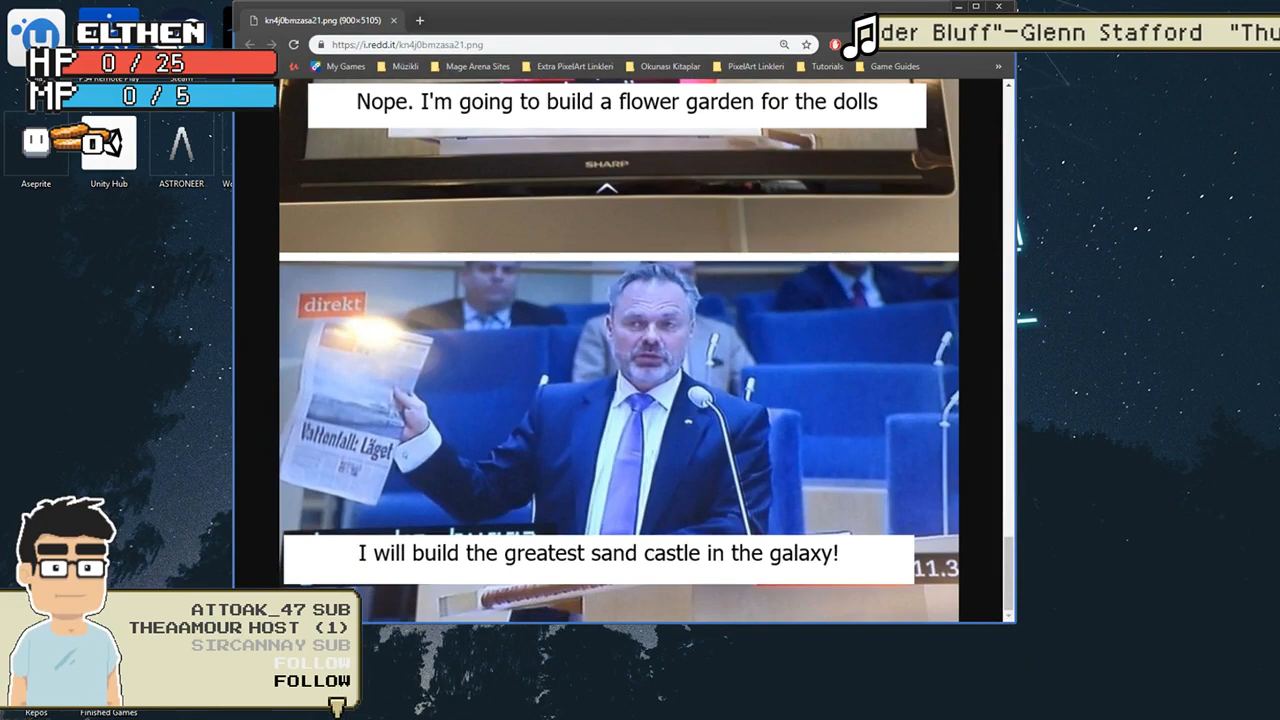 ELTHEN
HP 0 / 25
MP 0 / 5
kn4j0bmzasa21.png (900×5105)
https://i.redd.it/kn4j0bmzasa21.png
der Bluff"—Glenn Stafford "Thu
My Games
Müzikli
Mage Arena Sites
Extra PixelArt Linkleri
Okunası Kitaplar
PixelArt Linkleri
Tutorials
Game Guides
Steam
Aseprite
Unity Hub
ASTRONEER
Nope. I'm going to build a flower garden for the dolls
SHARP
direkt
Vattenfall: Läget
I will build the greatest sand castle in the galaxy!
11.3
ATTOAK_47 SUB
THEAAMOUR HOST (1)
SIRCANNAY SUB
FOLLOW
FOLLOW
Repos
Finished Games